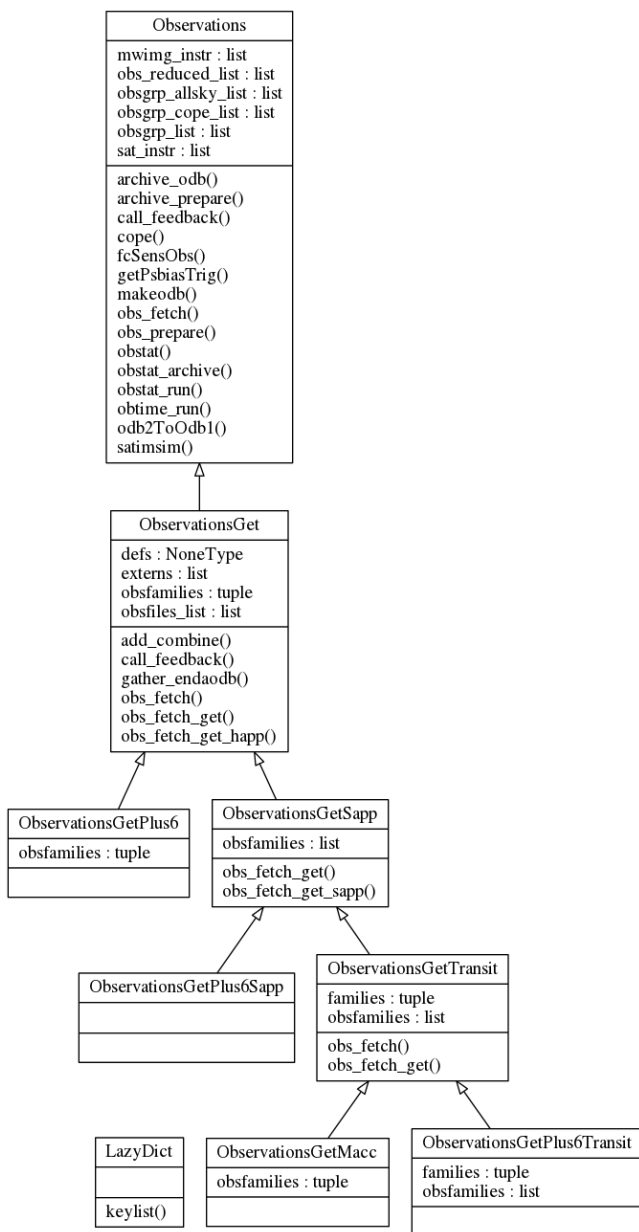 Observations
mwimg_instr : list
obs_reduced_list : list
obsgrp_allsky_list : list
obsgrp_cope_list : list
obsgrp_list : list
sat_instr : list
archive_odb()
archive_prepare()
call_feedback()
cope()
fcSensObs()
getPsbiasTrig()
makeodb()
obs_fetch()
obs_prepare()
obstat()
obstat_archive()
obstat_run()
obtime_run()
odb2ToOdb1()
satimsim()
ObservationsGet
defs : NoneType
externs : list
obsfamilies : tuple
obsfiles_list : list
add_combine()
call_feedback()
gather_endaodb()
obs_fetch()
obs_fetch_get()
obs_fetch_get_happ()
ObservationsGetPlus6
obsfamilies : tuple
ObservationsGetSapp
obsfamilies : list
obs_fetch_get()
obs_fetch_get_sapp()
ObservationsGetPlus6Sapp
ObservationsGetTransit
families : tuple
obsfamilies : list
obs_fetch()
obs_fetch_get()
LazyDict
keylist()
ObservationsGetMacc
obsfamilies : tuple
ObservationsGetPlus6Transit
families : tuple
obsfamilies : list